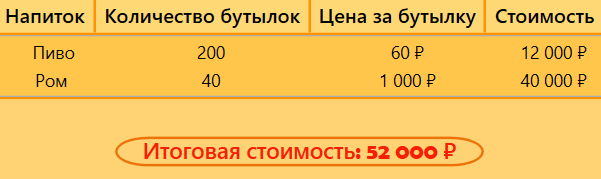 Напиток Количество бутылок Цена за бутылку Стоимость
Пиво 200 60 ₽ 12 000 ₽
Ром 40 1 000 ₽ 40 000 ₽
Итоговая стоимость: 52 000 ₽